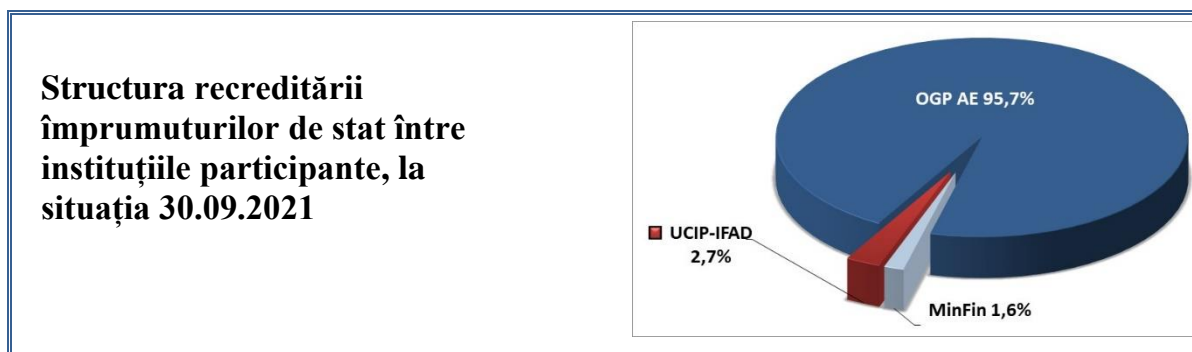 Structura recreditării
împrumuturilor de stat între
instituțiile participante, la
situația 30.09.2021
OGP AE 95,7%
UCIP-IFAD
2,7%
MinFin 1,6%